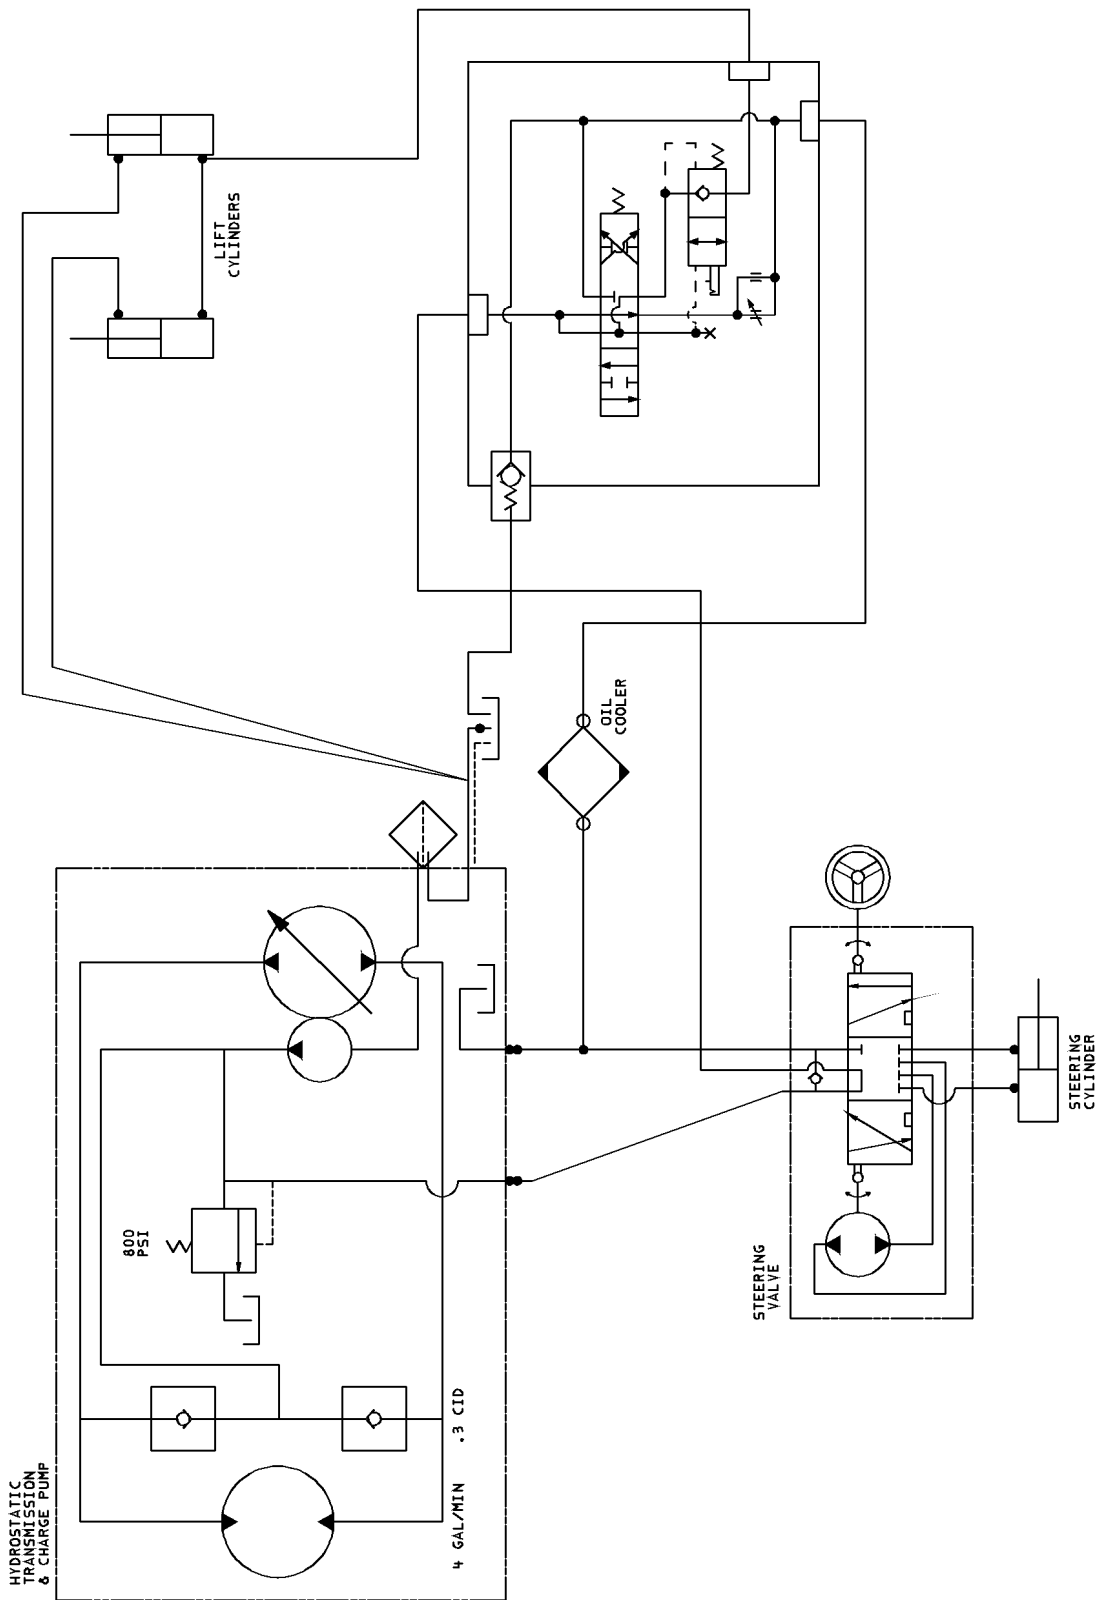 HYDROSTATIC
TRANSMISSION
& CHARGE PUMP
800
PSI
4 GAL/MIN .3 CID
LIFT
CYLINDERS
OIL
COOLER
STEERING
VALVE
STEERING
CYLINDER